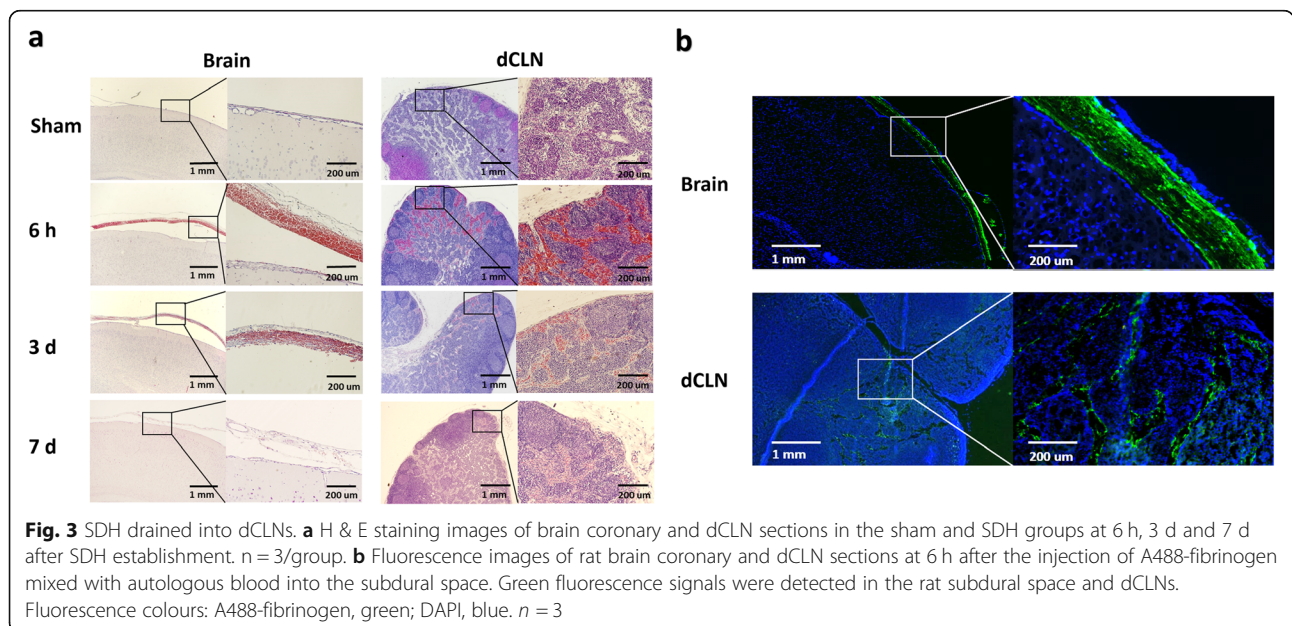 a
b
Brain
dCLN
Sham
1 mm
200 um
1 mm
200 um
6 h
1 mm
200 um
1 mm
200 um
3 d
1 mm
200 um
1 mm
200 um
7 d
1 mm
200 um
1 mm
200 um
Brain
1 mm
200 um
dCLN
1 mm
200 um
Fig. 3 SDH drained into dCLNs. a H & E staining images of brain coronary and dCLN sections in the sham and SDH groups at 6 h, 3 d and 7 d
after SDH establishment. n = 3/group. b Fluorescence images of rat brain coronary and dCLN sections at 6 h after the injection of A488-fibrinogen
mixed with autologous blood into the subdural space. Green fluorescence signals were detected in the rat subdural space and dCLNs.
Fluorescence colours: A488-fibrinogen, green; DAPI, blue. n = 3